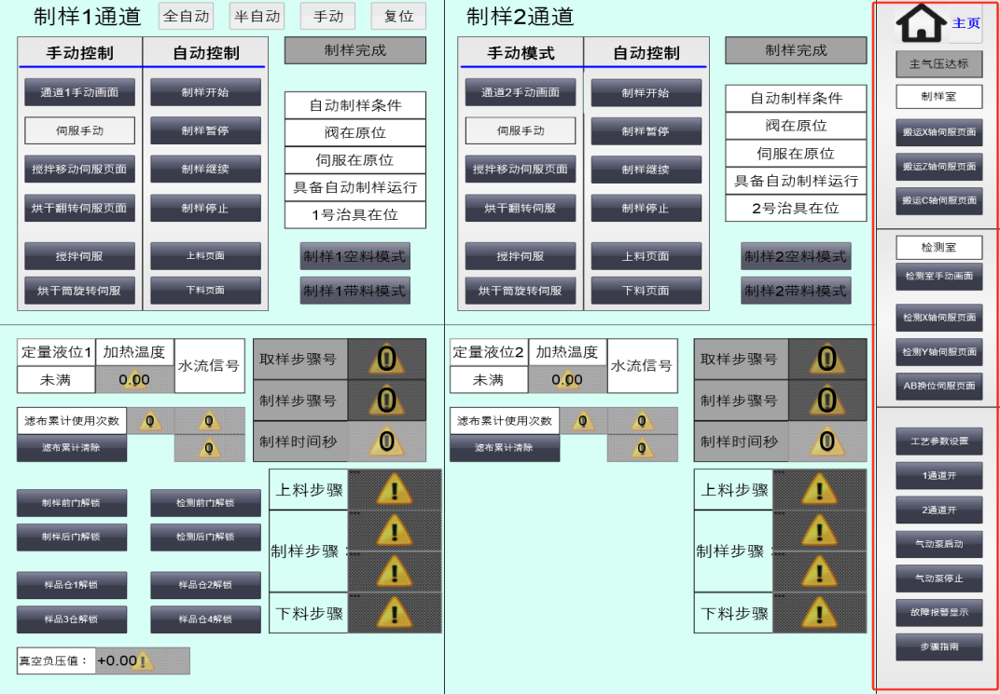 制样1通道 全自动 半自动 手动 复位
手动控制 自动控制 制样完成
通道1手动画面 制样开始 自动制样条件
伺服手动 制样暂停 阀在原位
伺服在原位
搅拌移动伺服页面 制样继续 具备自动制样运行
烘干翻转伺服页面 制样停止 1号治具在位
搅拌伺服 上料页面 制样1空料模式
烘干筒旋转伺服 下料页面 制样1带料模式
制样2通道
手动模式 自动控制 制样完成
通道2手动画面 制样开始 自动制样条件
伺服手动 制样暂停 阀在原位
伺服在原位
搅拌移动伺服页面 制样继续 具备自动制样运行
烘干翻转伺服 制样停止 2号治具在位
搅拌伺服 上料页面 制样2空料模式
烘干筒旋转伺服 下料页面 制样2带料模式
定量液位1 加热温度 水流信号 取样步骤号 0
未满 0.00
制样步骤号 0
滤布累计使用次数 0 0
滤布累计清除 0 制样时间秒 0
上料步骤
制样前门解锁 检测前门解锁
制样后门解锁 检测后门解锁 制样步骤:
样品仓1解锁 样品仓2解锁
样品3仓解锁 样品仓4解锁 下料步骤
真空负压值： +0.00
定量液位2 加热温度 水流信号 取样步骤号 0
未满 0.00
制样步骤号 0
滤布累计使用次数 0 0
滤布累计清除 0 制样时间秒 0
上料步骤
制样步骤:
下料步骤
主页
主气压达标
制样室
搬运X轴伺服页面
搬运Z轴伺服页面
搬运C轴伺服页面
检测室
检测室手动画面
检测X轴伺服页面
检测Y轴伺服页面
AB换位伺服页面
工艺参数设置
1通道开
2通道开
气动泵启动
气动泵停止
故障报警显示
步骤指南